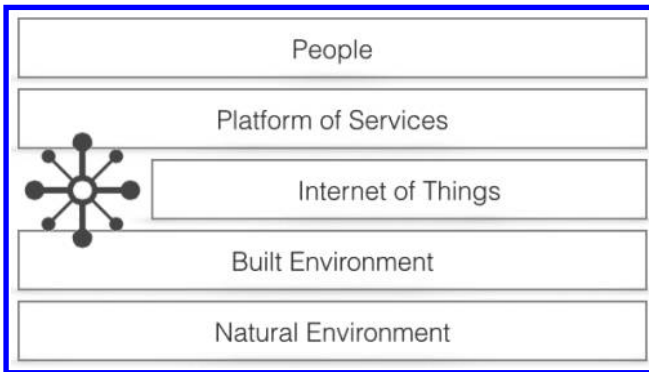 People
Platform of Services
Internet of Things
Built Environment
Natural Environment